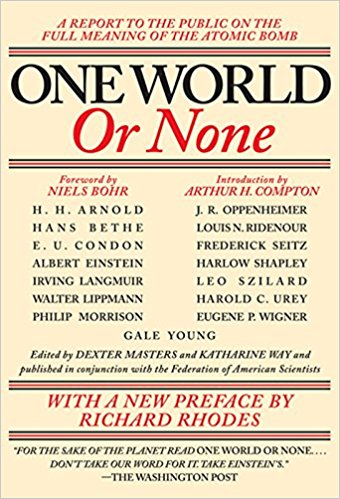 A REPORT TO THE PUBLIC ON THE
FULL MEANING OF THE ATOMIC BOMB
ONE WORLD
Or None
Foreword by
NIELS BOHR
H. H. ARNOLD
HANS BETHE
E. U. CONDON
ALBERT EINSTEIN
IRVING LANGMUIR
WALTER LIPPMANN
PHILIP MORRISON
Introduction by
ARTHUR H. COMPTON
J. R. OPPENHEIMER
LOUIS N. RIDENOUR
FREDERICK SEITZ
HARLOW SHAPLEY
LEO SZILARD
HAROLD C. UREY
EUGENE P. WIGNER
GALE YOUNG
Edited by DEXTER MASTERS and KATHARINE WAY and
published in conjunction with the Federation of American Scientists
WITH A NEW PREFACE BY
RICHARD RHODES
"FOR THE SAKE OF THE PLANET READ ONE WORLD OR NONE. . . .
DON'T TAKE OUR WORD FOR IT. TAKE EINSTEIN'S."
—THE WASHINGTON POST